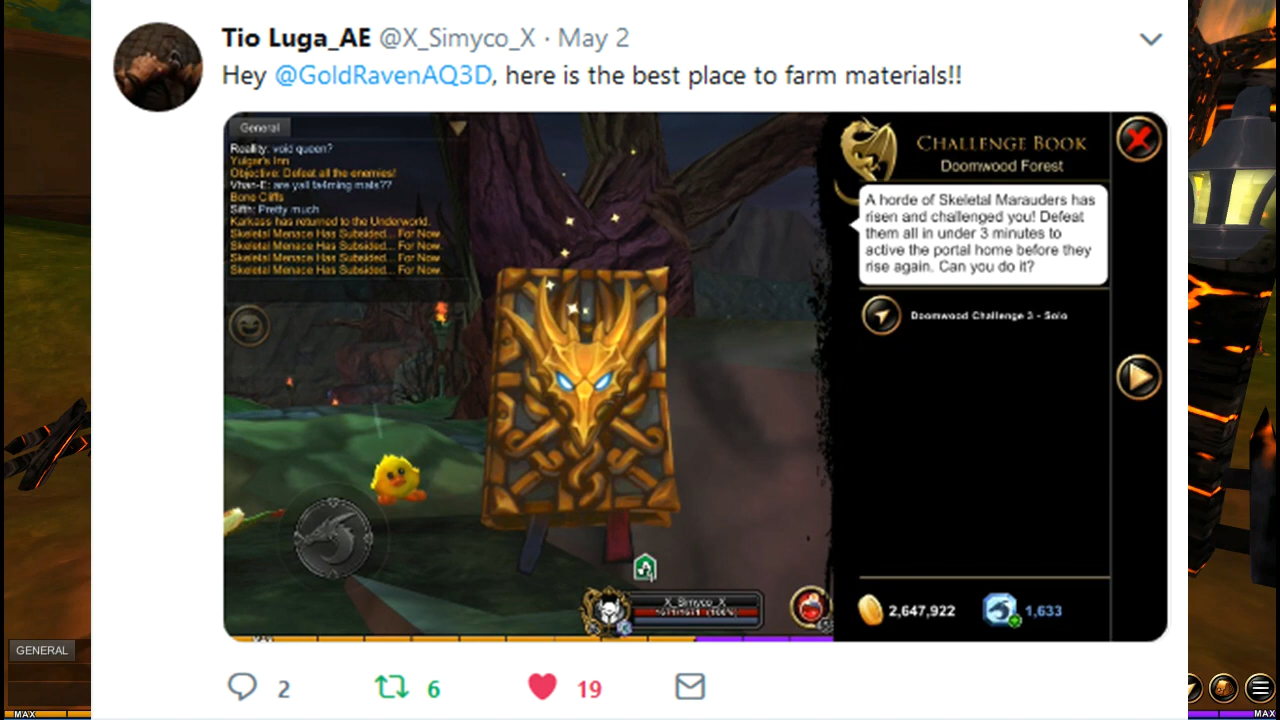 Tio Luga_AE @X_Simyco_X · May 2
Hey @GoldRavenAQ3D, here is the best place to farm materials!!
General
Reality: void queen?
Yulgar's Inn
Objective: Defeat all the enemies!
Vhan-E: are yall fa4rming mats??
Bone Cliffs
Sifth: Pretty much
Karkass has returned to the Underworld.
Skeletal Menace Has Subsided... For Now
Skeletal Menace Has Subsided... For Now
Skeletal Menace Has Subsided... For Now
Skeletal Menace Has Subsided... For Now
CHALLENGE BOOK
Doomwood Forest
A horde of Skeletal Marauders has
risen and challenged you! Defeat
them all in under 3 minutes to
active the portal home before they
rise again. Can you do it?
Doomwood Challenge 3 - Solo
X_Simyco_X
(100%)
2,647,922
1,633
MAX
2
6
19
GENERAL
MAX
MAX